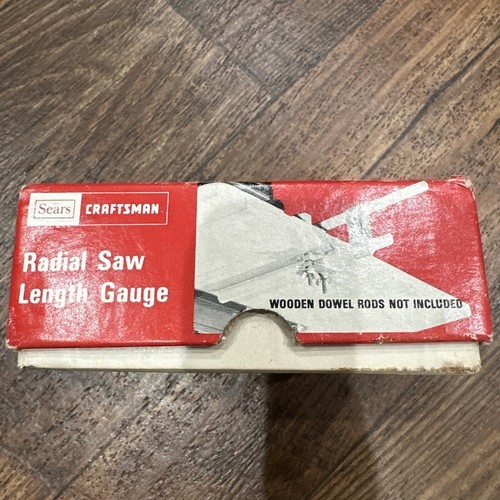 Sears CRAFTSMAN
Radial Saw
Length Gauge
WOODEN DOWEL RODS NOT INCLUDED